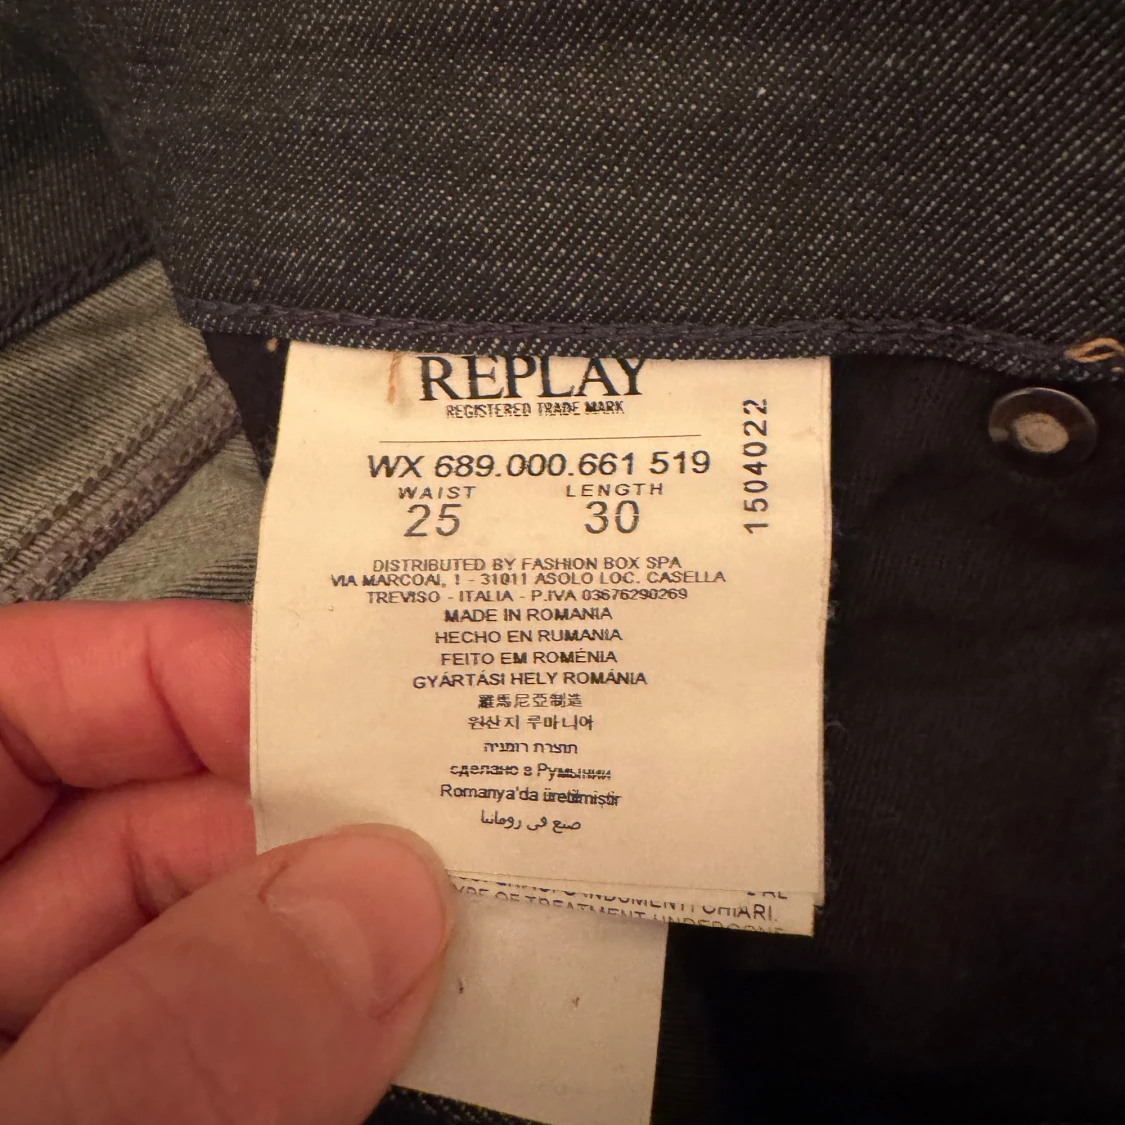 REPLAY
REGISTERED TRADE MARK
WX 689.000.661 519
WAIST LENGTH
25 30
1504022
DISTRIBUTED BY FASHION BOX SPA
VIA MARCOAI, 1 - 31011 ASOLO LOC. CASELLA
TREVISO - ITALIA - P.IVA 03676290269
MADE IN ROMANIA
HECHO EN RUMANIA
FEITO EM ROMÉNIA
GYÁRTÁSI HELY ROMÁNIA
羅馬尼亞制造
원산지 루마니아
תוצרת רומניה
сделано в Румынии
Romanya'da üretilmiştir
صنع في رومانيا
INDUMENTI CHIARI.
TYPE OF TREATMENT UNDERGONE